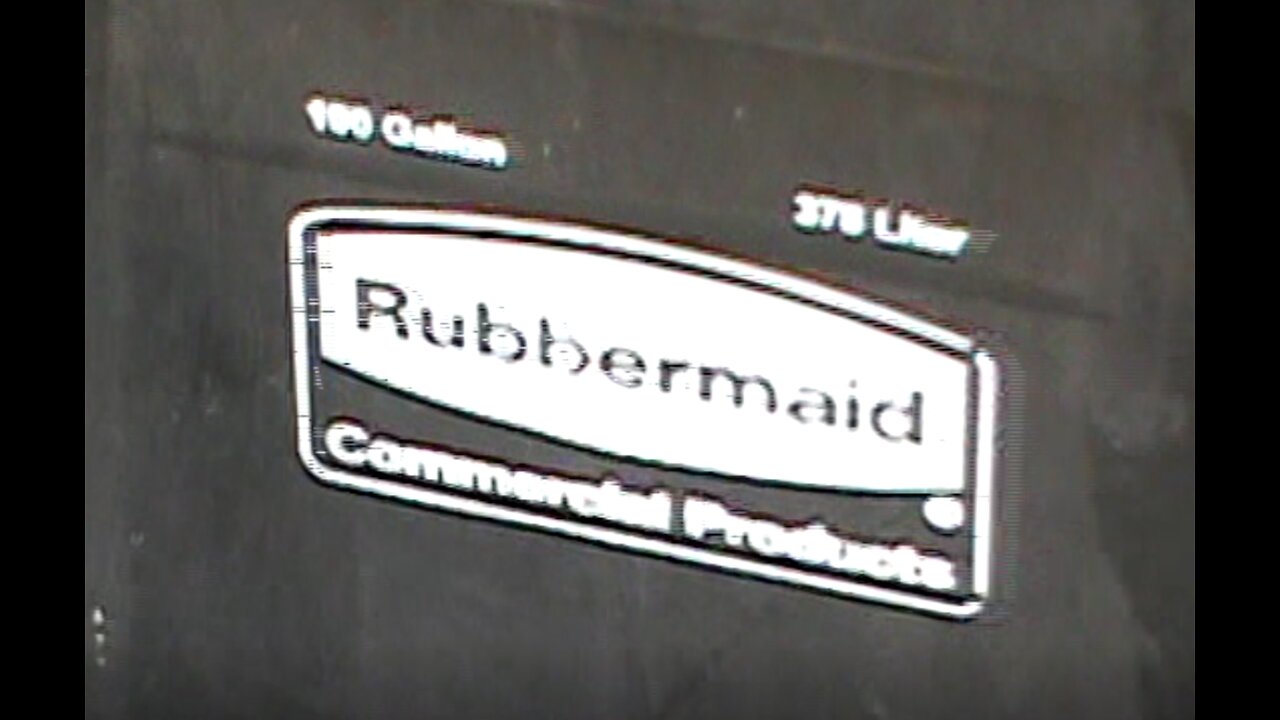 100 Gallon
378 Liter
Rubbermaid
Commercial Products